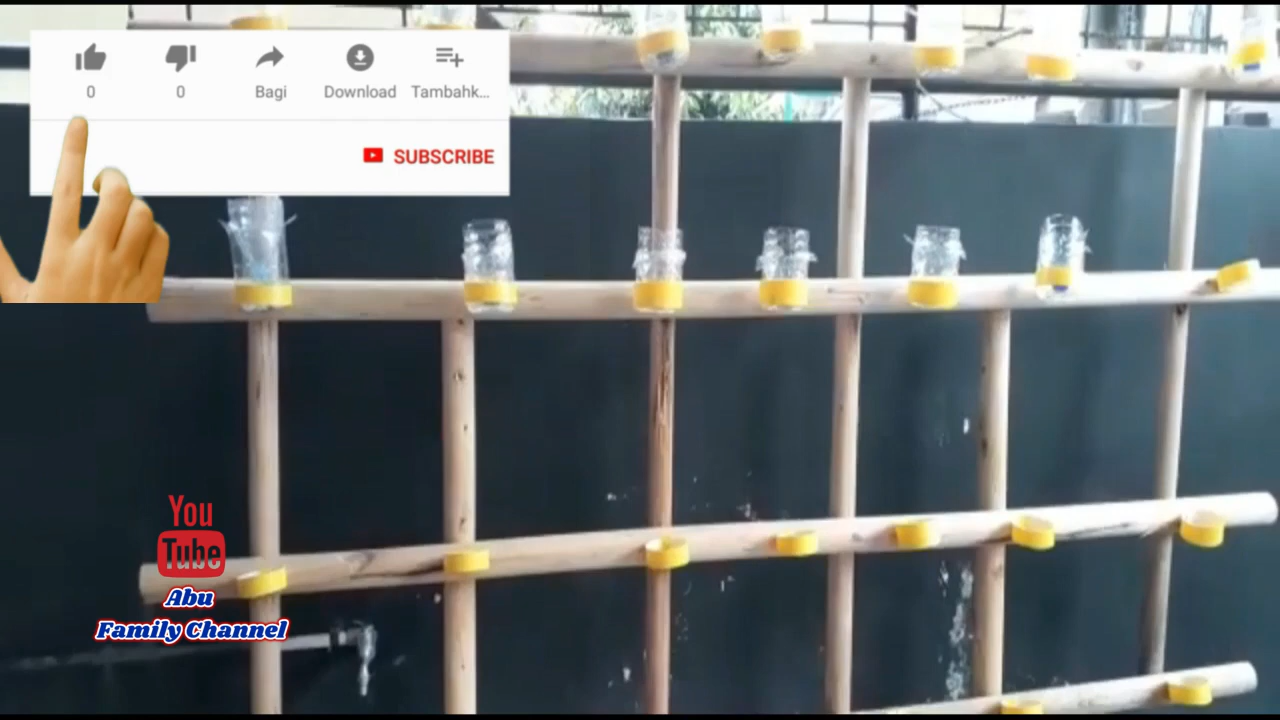 0
0
Bagi
Download
Tambahk...
SUBSCRIBE
You
Tube
Abu
Family Channel